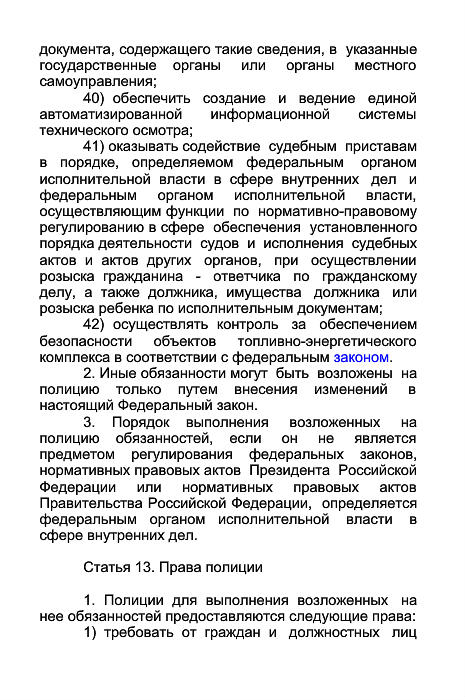 документа, содержащего такие сведения, в указанные
государственные органы или органы местного
самоуправления;
40) обеспечить создание и ведение единой
автоматизированной информационной системы
технического осмотра;
41) оказывать содействие судебным приставам
в порядке, определяемом федеральным органом
исполнительной власти в сфере внутренних дел и
федеральным органом исполнительной власти,
осуществляющим функции по нормативно-правовому
регулированию в сфере обеспечения установленного
порядка деятельности судов и исполнения судебных
актов и актов других органов, при осуществлении
розыска гражданина - ответчика по гражданскому
делу, а также должника, имущества должника или
розыска ребенка по исполнительным документам;
42) осуществлять контроль за обеспечением
безопасности объектов топливно-энергетического
комплекса в соответствии с федеральным законом.
2. Иные обязанности могут быть возложены на
полицию только путем внесения изменений в
настоящий Федеральный закон.
3. Порядок выполнения возложенных на
полицию обязанностей, если он не является
предметом регулирования федеральных законов,
нормативных правовых актов Президента Российской
Федерации или нормативных правовых актов
Правительства Российской Федерации, определяется
федеральным органом исполнительной власти в
сфере внутренних дел.
Статья 13. Права полиции
1. Полиции для выполнения возложенных на
нее обязанностей предоставляются следующие права:
1) требовать от граждан и должностных лиц